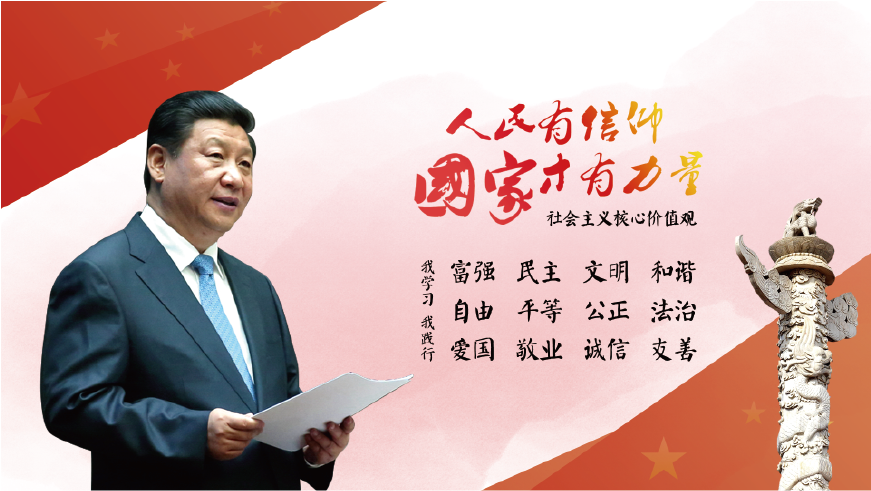 人民有信仰
國家才有力量
社会主义核心价值观
我学习 我践行
富强 民主 文明 和谐
自由 平等 公正 法治
爱国 敬业 诚信 友善